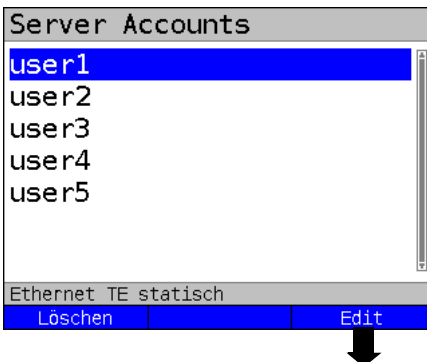 Server Accounts
user1
user2
user3
user4
user5
Ethernet TE statisch
Löschen Edit